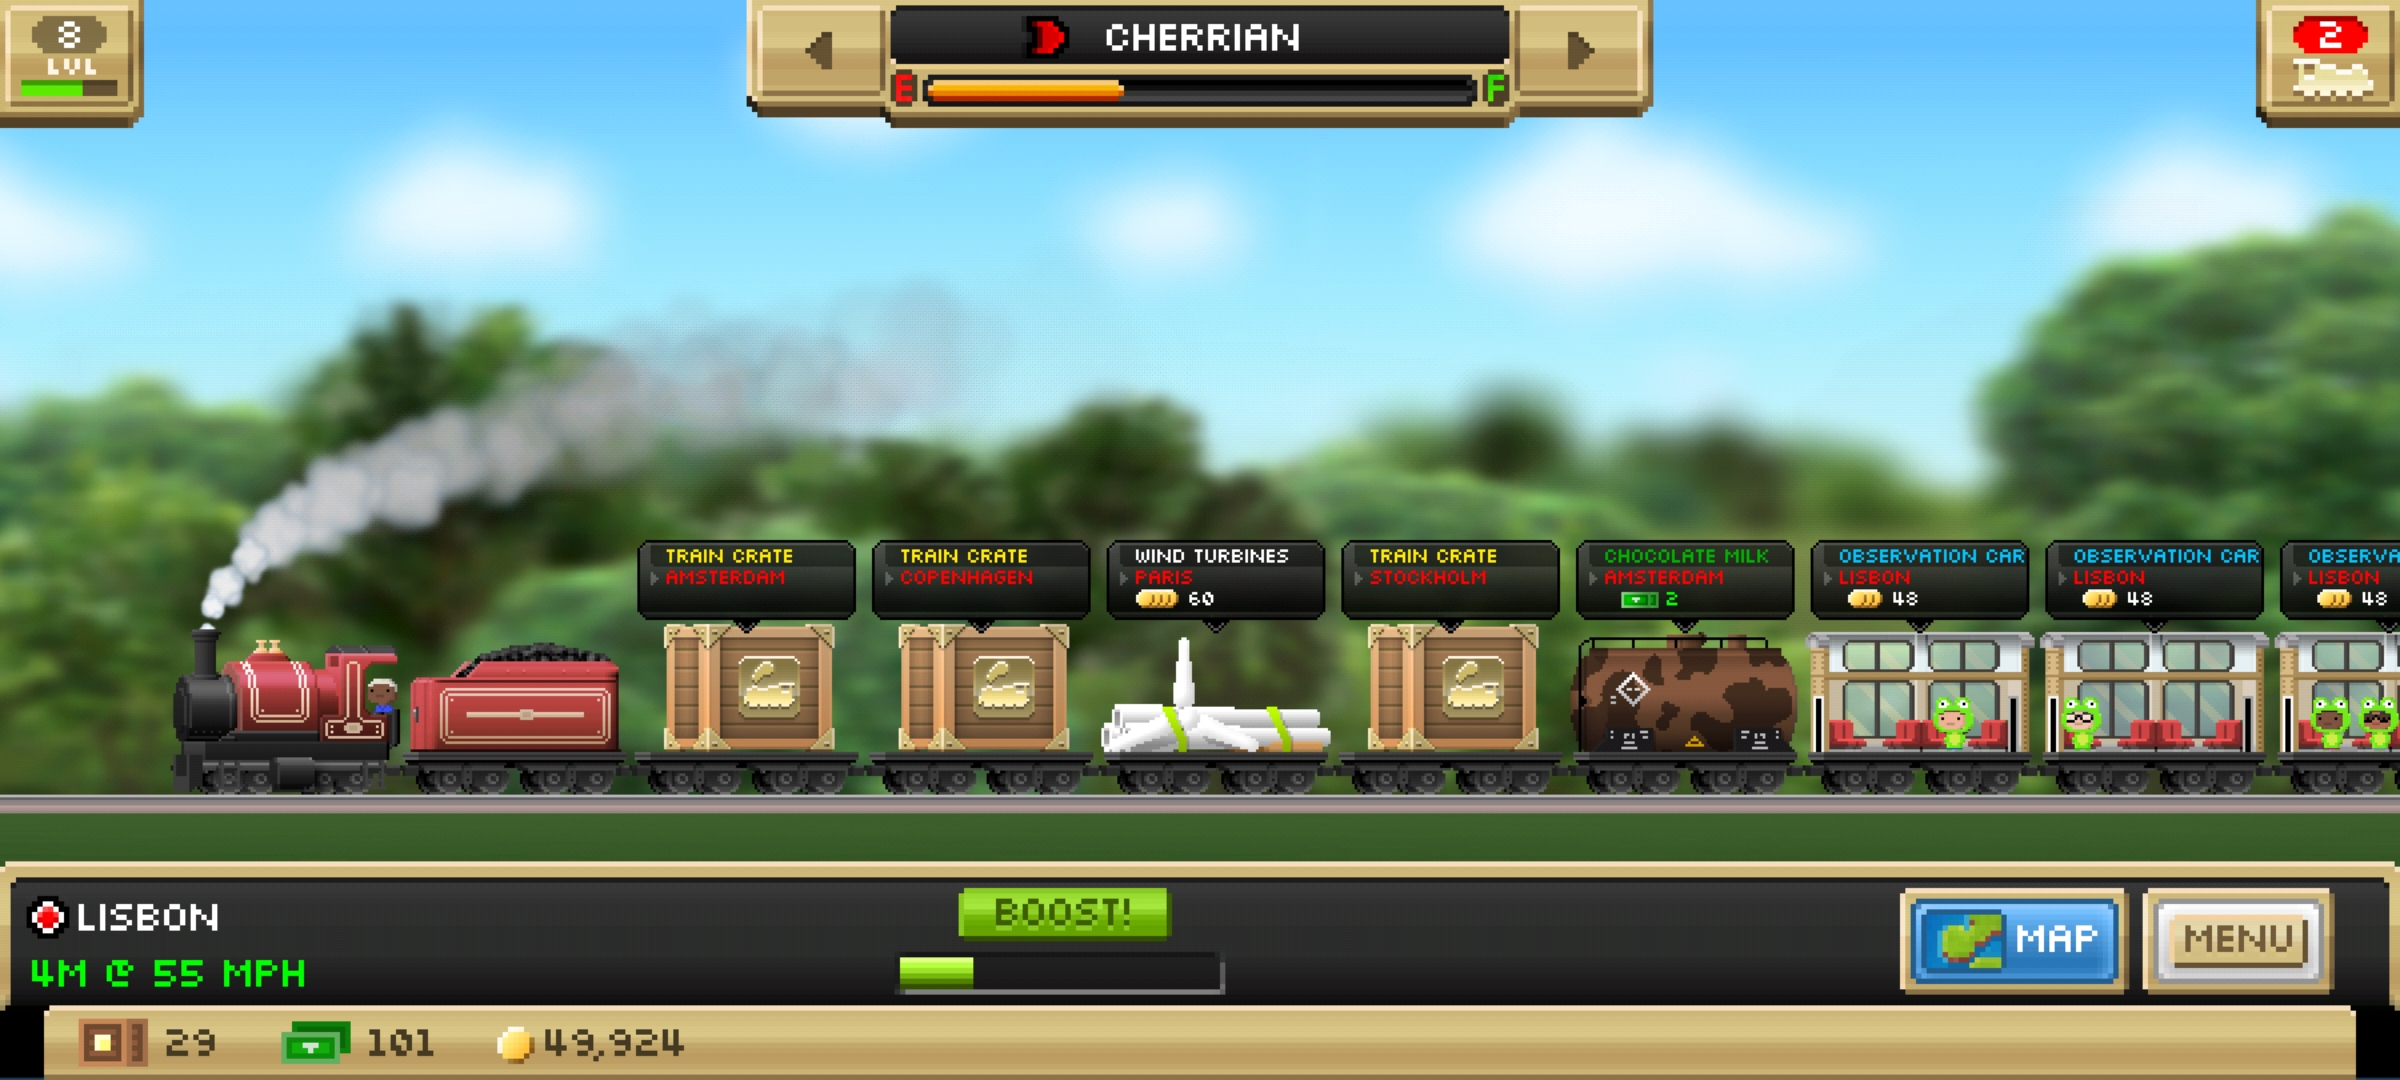 8
LVL
CHERRIAN
E F
2
TRAIN CRATE
AMSTERDAM
TRAIN CRATE
COPENHAGEN
WIND TURBINES
PARIS
60
TRAIN CRATE
STOCKHOLM
CHOCOLATE MILK
AMSTERDAM
2
OBSERVATION CAR
LISBON
48
OBSERVATION CAR
LISBON
48
OBSERVA
LISBON
48
LISBON
4M @ 55 MPH
BOOST!
MAP
MENU
29
101
49,924